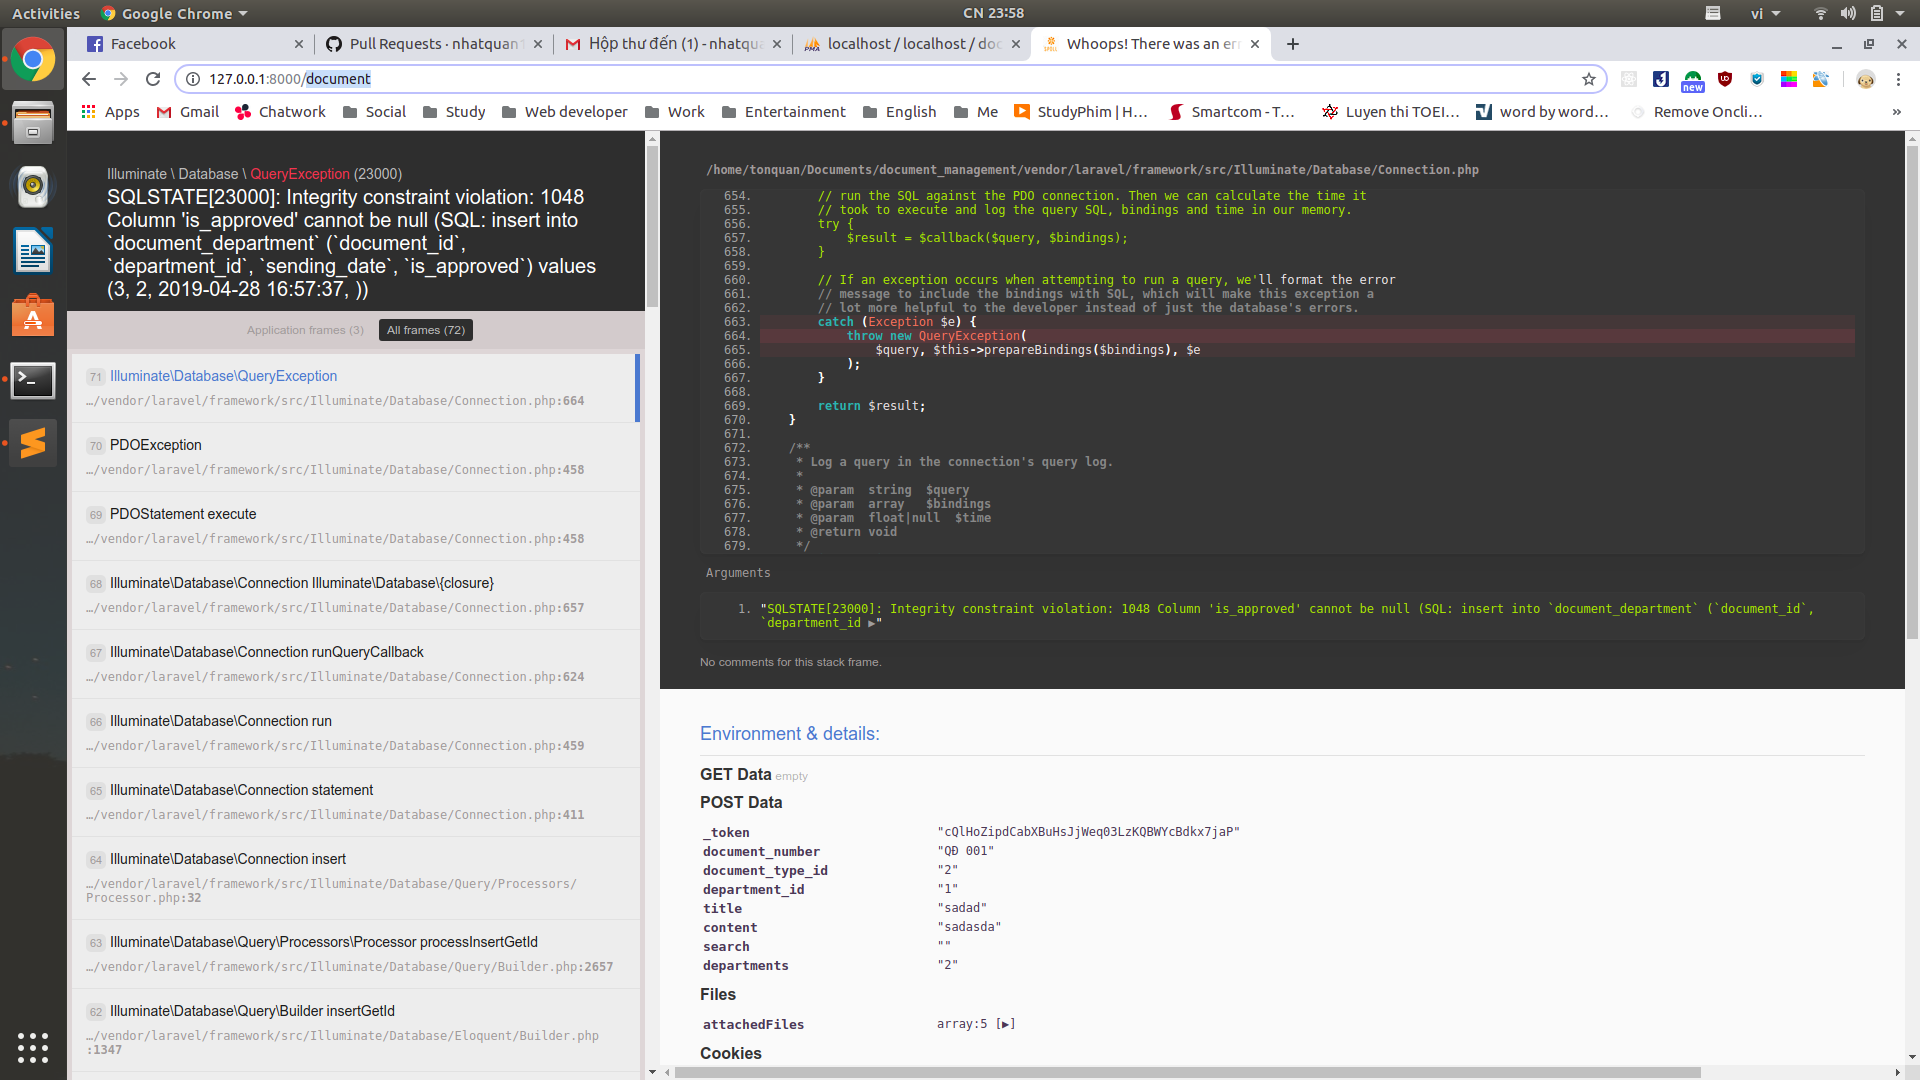 Activities
Google Chrome
CN 23:58
vi
Facebook
Pull Requests · nhatquan1
Hộp thư đến (1) - nhatqua
localhost / localhost / doc
Whoops! There was an err
127.0.0.1:8000/document
new
Apps
Gmail
Chatwork
Social
Study
Web developer
Work
Entertainment
English
Me
StudyPhim | H...
Smartcom - T...
Luyen thi TOEI...
word by word...
Remove Oncli...
»
Illuminate \ Database \ QueryException (23000)
SQLSTATE[23000]: Integrity constraint violation: 1048
Column 'is_approved' cannot be null (SQL: insert into
`document_department` (`document_id`,
`department_id`, `sending_date`, `is_approved`) values
(3, 2, 2019-04-28 16:57:37, ))
Application frames (3)
All frames (72)
71 Illuminate\Database\QueryException
…/vendor/laravel/framework/src/Illuminate/Database/Connection.php:664
70 PDOException
…/vendor/laravel/framework/src/Illuminate/Database/Connection.php:458
69 PDOStatement execute
…/vendor/laravel/framework/src/Illuminate/Database/Connection.php:458
68 Illuminate\Database\Connection Illuminate\Database\{closure}
…/vendor/laravel/framework/src/Illuminate/Database/Connection.php:657
67 Illuminate\Database\Connection runQueryCallback
…/vendor/laravel/framework/src/Illuminate/Database/Connection.php:624
66 Illuminate\Database\Connection run
…/vendor/laravel/framework/src/Illuminate/Database/Connection.php:459
65 Illuminate\Database\Connection statement
…/vendor/laravel/framework/src/Illuminate/Database/Connection.php:411
64 Illuminate\Database\Connection insert
…/vendor/laravel/framework/src/Illuminate/Database/Query/Processors/
Processor.php:32
63 Illuminate\Database\Query\Processors\Processor processInsertGetId
…/vendor/laravel/framework/src/Illuminate/Database/Query/Builder.php:2657
62 Illuminate\Database\Query\Builder insertGetId
…/vendor/laravel/framework/src/Illuminate/Database/Eloquent/Builder.php
:1347
/home/tonquan/Documents/document_management/vendor/laravel/framework/src/Illuminate/Database/Connection.php
654. // run the SQL against the PDO connection. Then we can calculate the time it
655. // took to execute and log the query SQL, bindings and time in our memory.
656. try {
657. $result = $callback($query, $bindings);
658. }
659.
660. // If an exception occurs when attempting to run a query, we'll format the error
661. // message to include the bindings with SQL, which will make this exception a
662. // lot more helpful to the developer instead of just the database's errors.
663. catch (Exception $e) {
664. throw new QueryException(
665. $query, $this->prepareBindings($bindings), $e
666. );
667. }
668.
669. return $result;
670. }
671.
672. /**
673. * Log a query in the connection's query log.
674. *
675. * @param string $query
676. * @param array $bindings
677. * @param float|null $time
678. * @return void
679. */
Arguments
1. "SQLSTATE[23000]: Integrity constraint violation: 1048 Column 'is_approved' cannot be null (SQL: insert into `document_department` (`document_id`,
`department_id ▶"
No comments for this stack frame.
Environment & details:
GET Data empty
POST Data
_token "cQlHoZipdCabXBuHsJjWeq03LzKQBWYcBdkx7jaP"
document_number "QĐ 001"
document_type_id "2"
department_id "1"
title "sadad"
content "sadasda"
search ""
departments "2"
Files
attachedFiles array:5 [▶]
Cookies